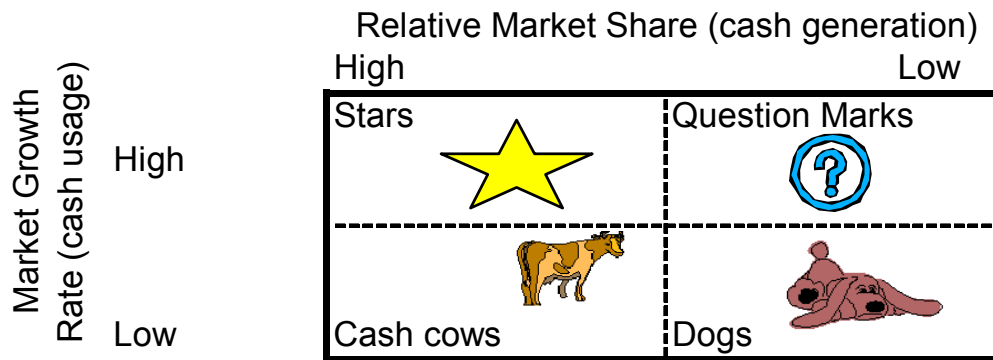 Relative Market Share (cash generation)
High Low
Market Growth
Rate (cash usage)
High
Low
Stars
Question Marks
?
Cash cows
Dogs